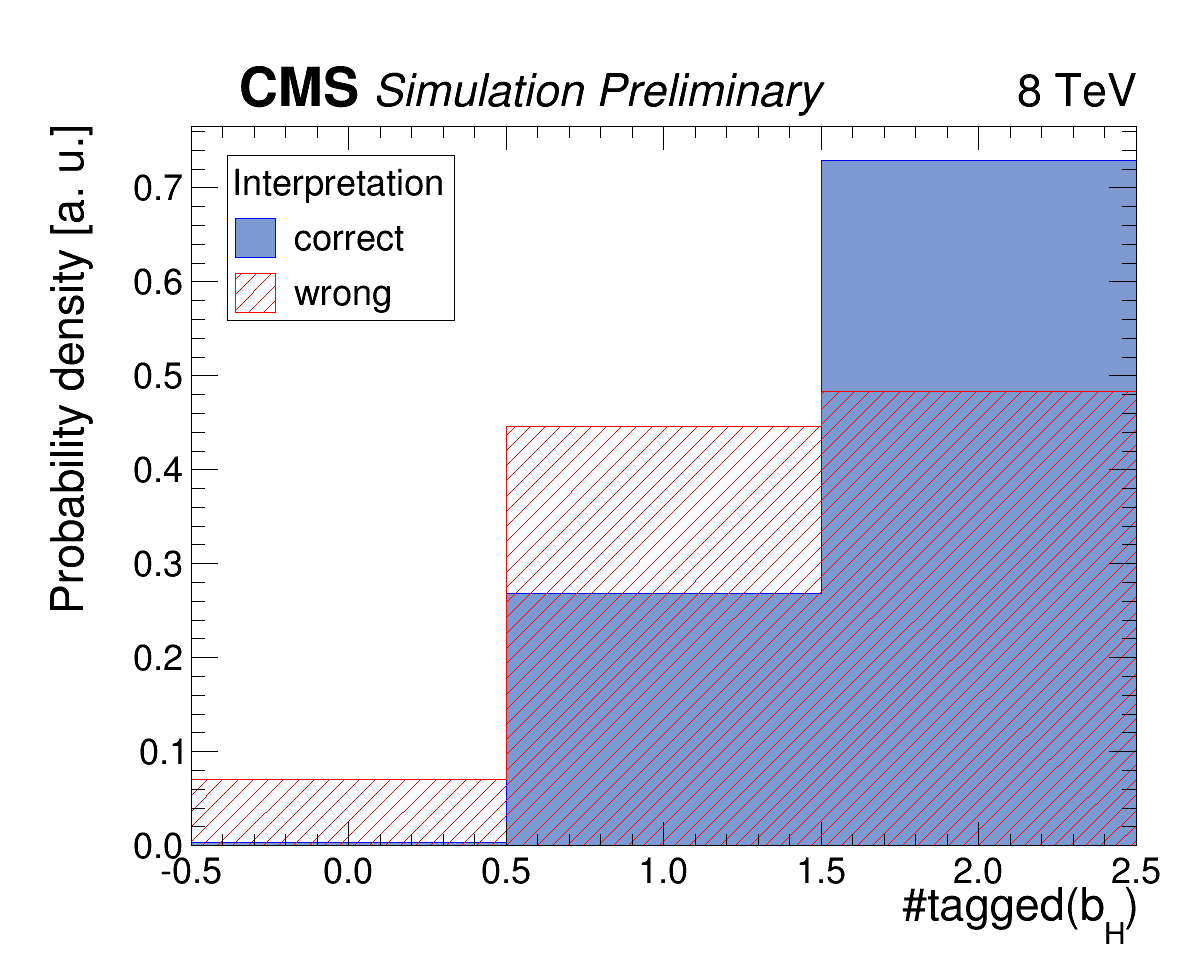 CMS Simulation Preliminary 8 TeV
Probability density [a. u.]
Interpretation
correct
wrong
0.7
0.6
0.5
0.4
0.3
0.2
0.1
0.0
-0.5 0.0 0.5 1.0 1.5 2.0 2.5
#tagged(b_H)